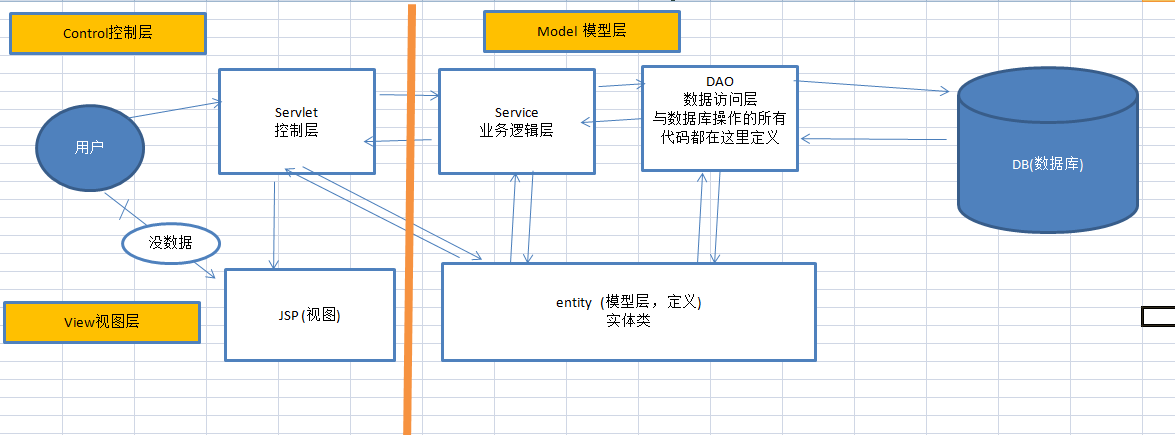 Control控制层
Model 模型层
Servlet
控制层
Service
业务逻辑层
DAO
数据访问层
与数据库操作的所有
代码都在这里定义
用户
DB(数据库)
没数据
entity (模型层，定义)
实体类
JSP (视图)
View视图层